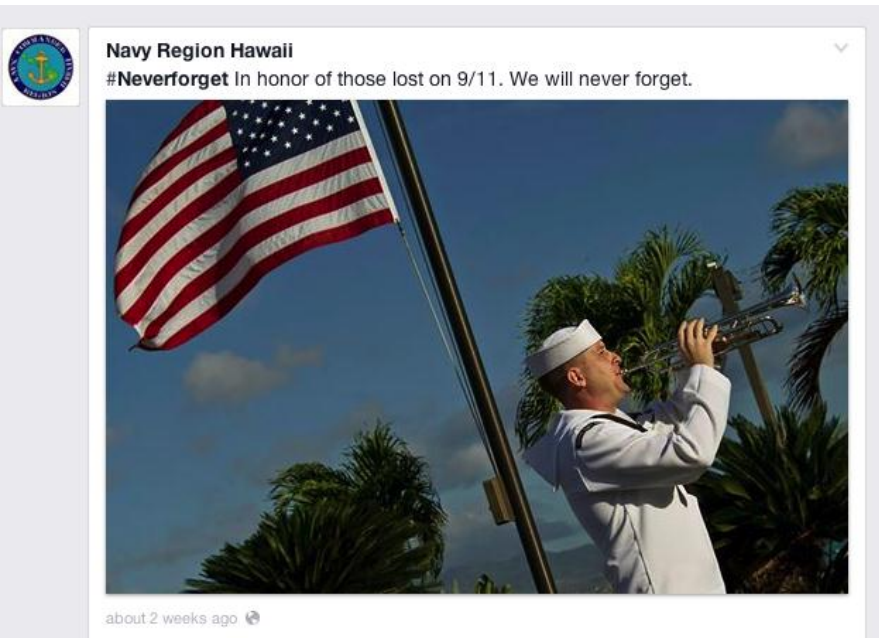 Navy Region Hawaii
#Neverforget In honor of those lost on 9/11. We will never forget.
about 2 weeks ago